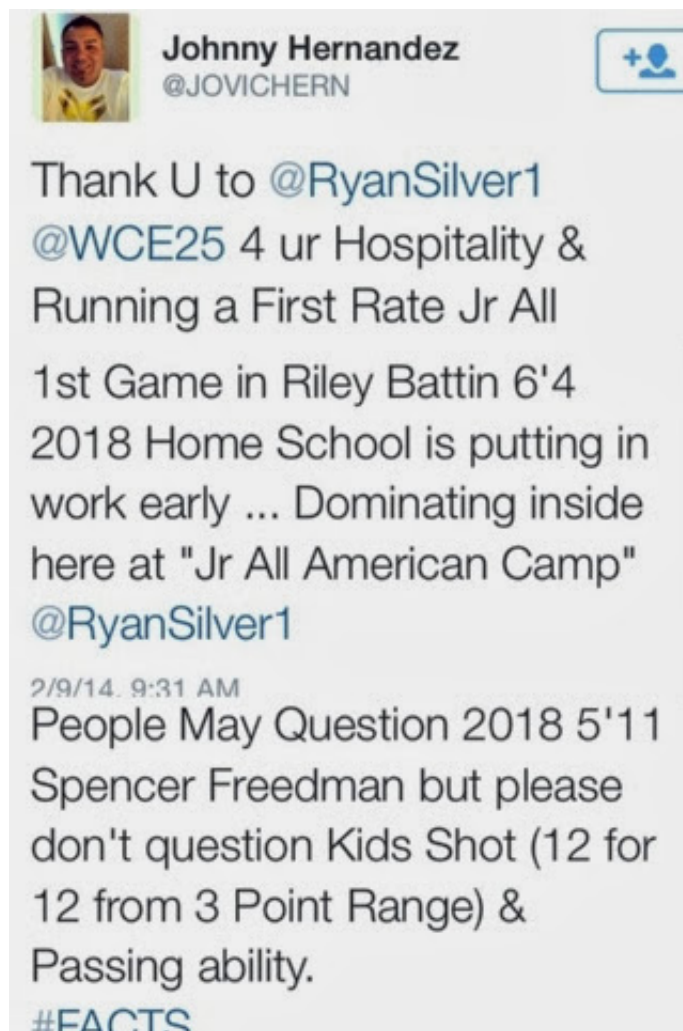 Johnny Hernandez
@JOVICHERN
Thank U to @RyanSilver1
@WCE25 4 ur Hospitality &
Running a First Rate Jr All
1st Game in Riley Battin 6'4
2018 Home School is putting in
work early ... Dominating inside
here at "Jr All American Camp"
@RyanSilver1
2/9/14, 9:31 AM
People May Question 2018 5'11
Spencer Freedman but please
don't question Kids Shot (12 for
12 from 3 Point Range) &
Passing ability.
#FACTS